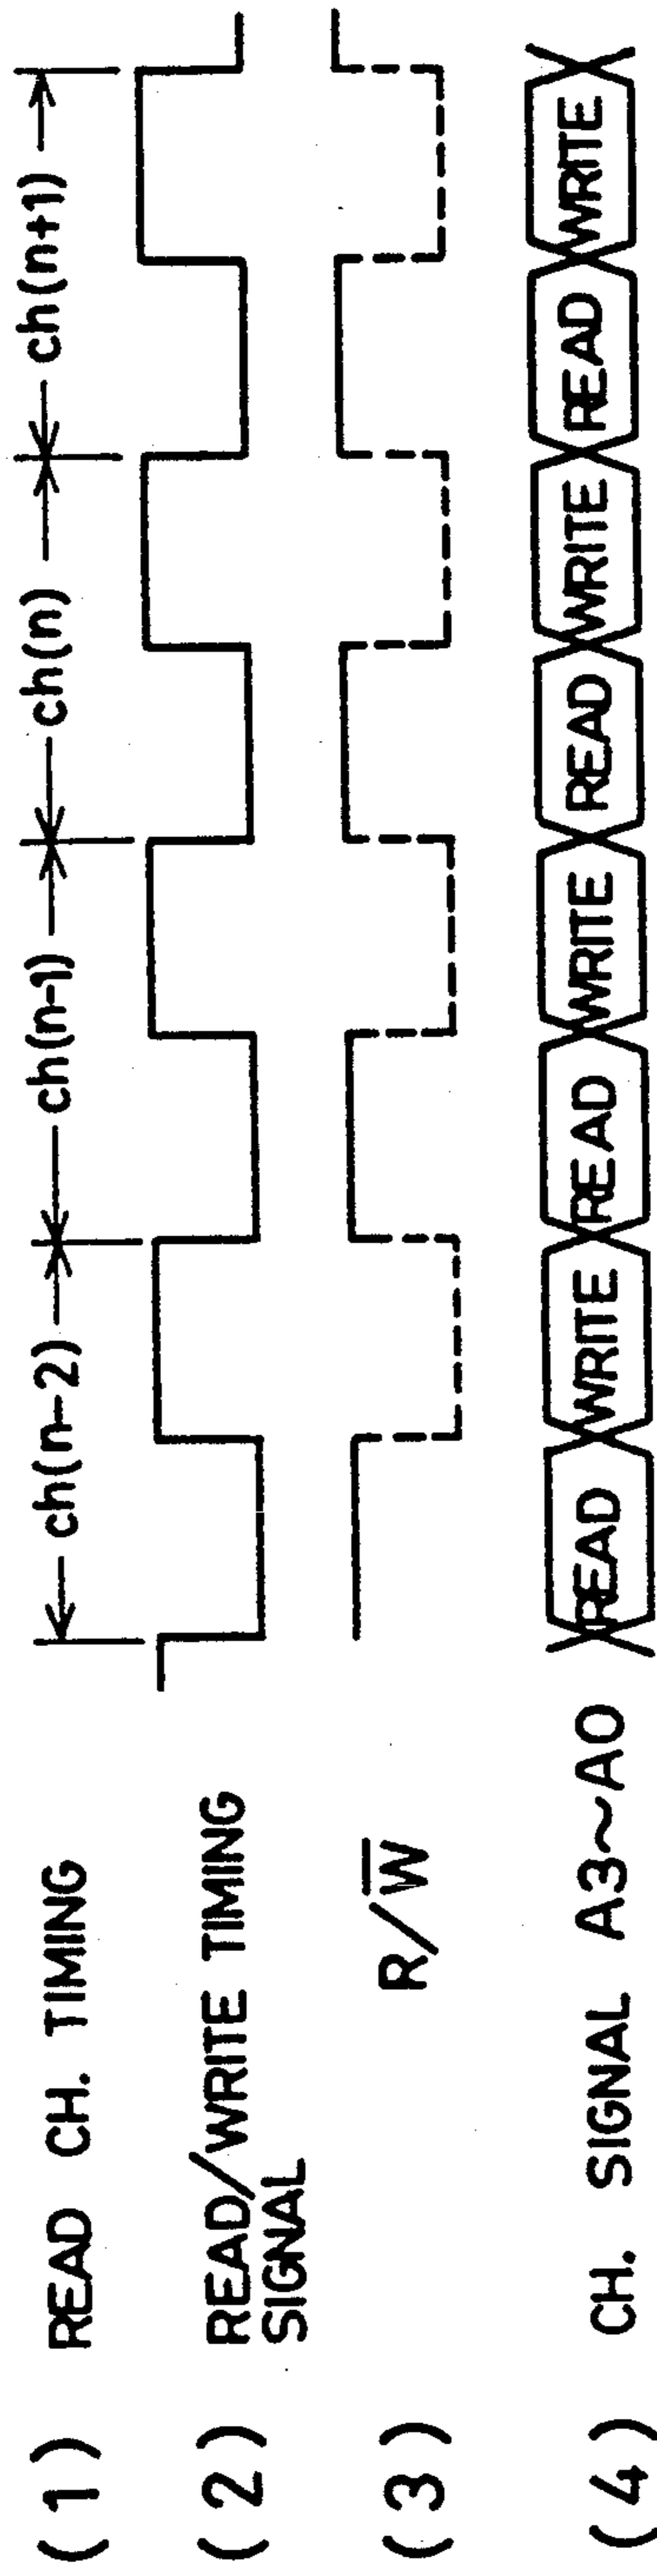 (1) READ CH. TIMING ch(n-2) ch(n-1) ch(n) ch(n+1)
(2) READ/WRITE TIMING
SIGNAL
(3) R/W̅
(4) CH. SIGNAL A3~A0 READ WRITE READ WRITE READ WRITE READ WRITE